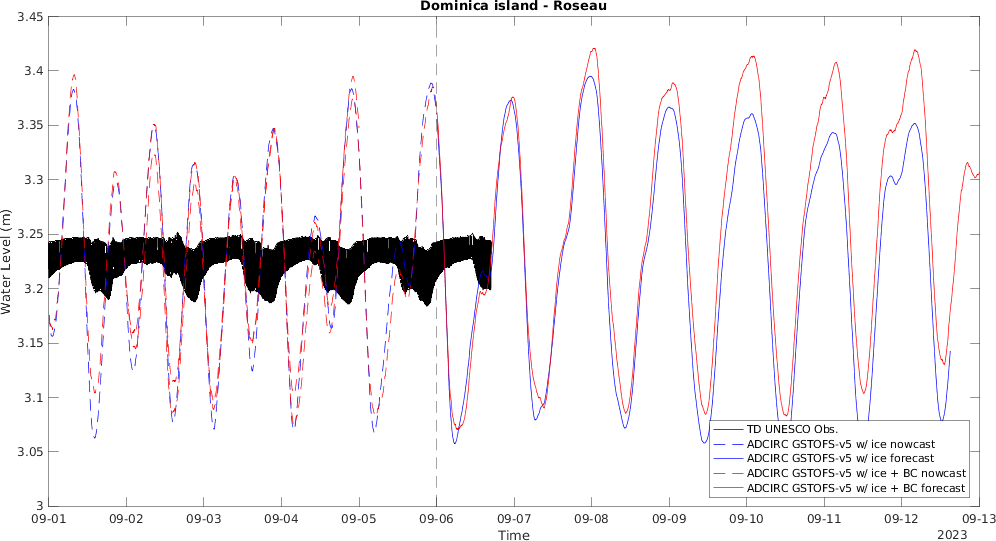 Dominica island - Roseau
3.45
3.4
3.35
3.3
3.25
3.2
3.15
3.1
3.05
3
Water Level (m)
TD UNESCO Obs.
ADCIRC GSTOFS-v5 w/ ice nowcast
ADCIRC GSTOFS-v5 w/ ice forecast
ADCIRC GSTOFS-v5 w/ ice + BC nowcast
ADCIRC GSTOFS-v5 w/ ice + BC forecast
09-01 09-02 09-03 09-04 09-05 09-06 09-07 09-08 09-09 09-10 09-11 09-12 09-13
Time
2023